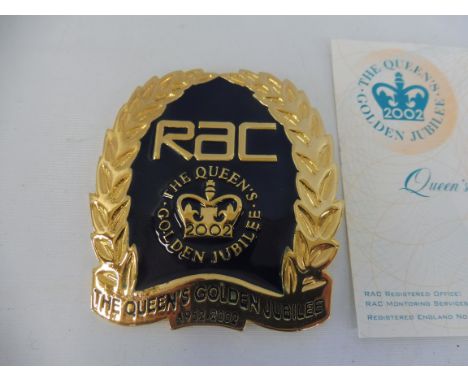 RAC
THE QUEEN'S
2002
GOLDEN JUBILEE
THE QUEEN'S GOLDEN JUBILEE
1952-2002
THE QUEEN'S
2002
GOLDEN JUBILEE
Queen's
RAC REGISTERED OFFICE:
RAC MOTORING SERVICES
REGISTERED ENGLAND NO